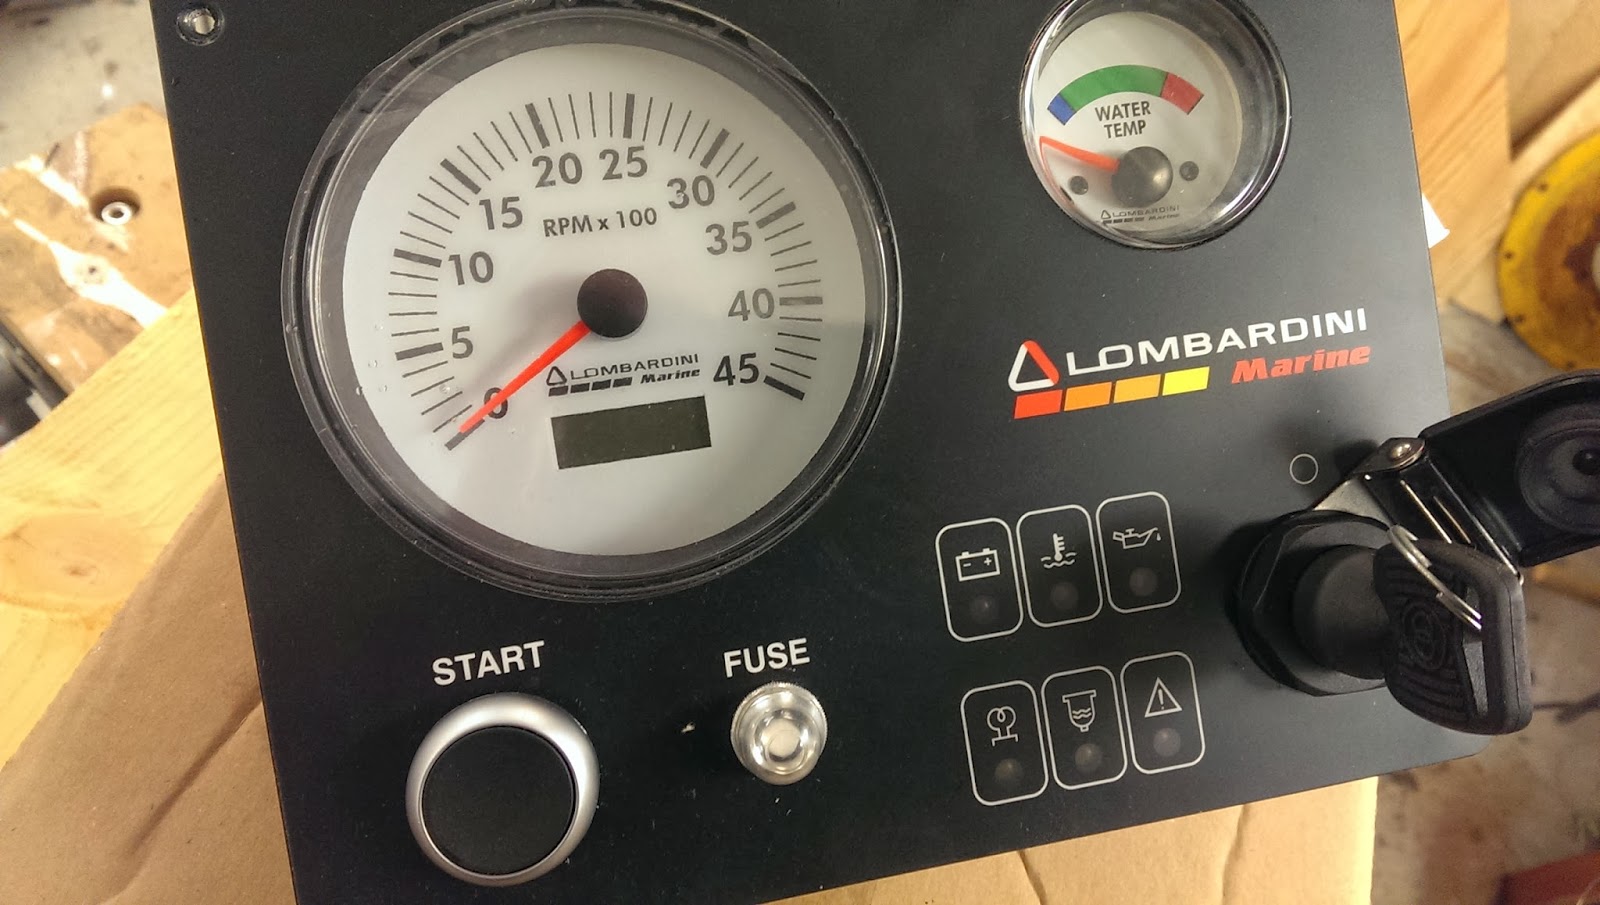 0
5
10
15
20
25
30
35
40
45
RPM x 100
LOMBARDINI
Marine
WATER
TEMP
LOMBARDINI
Marine
LOMBARDINI
Marine
START
FUSE